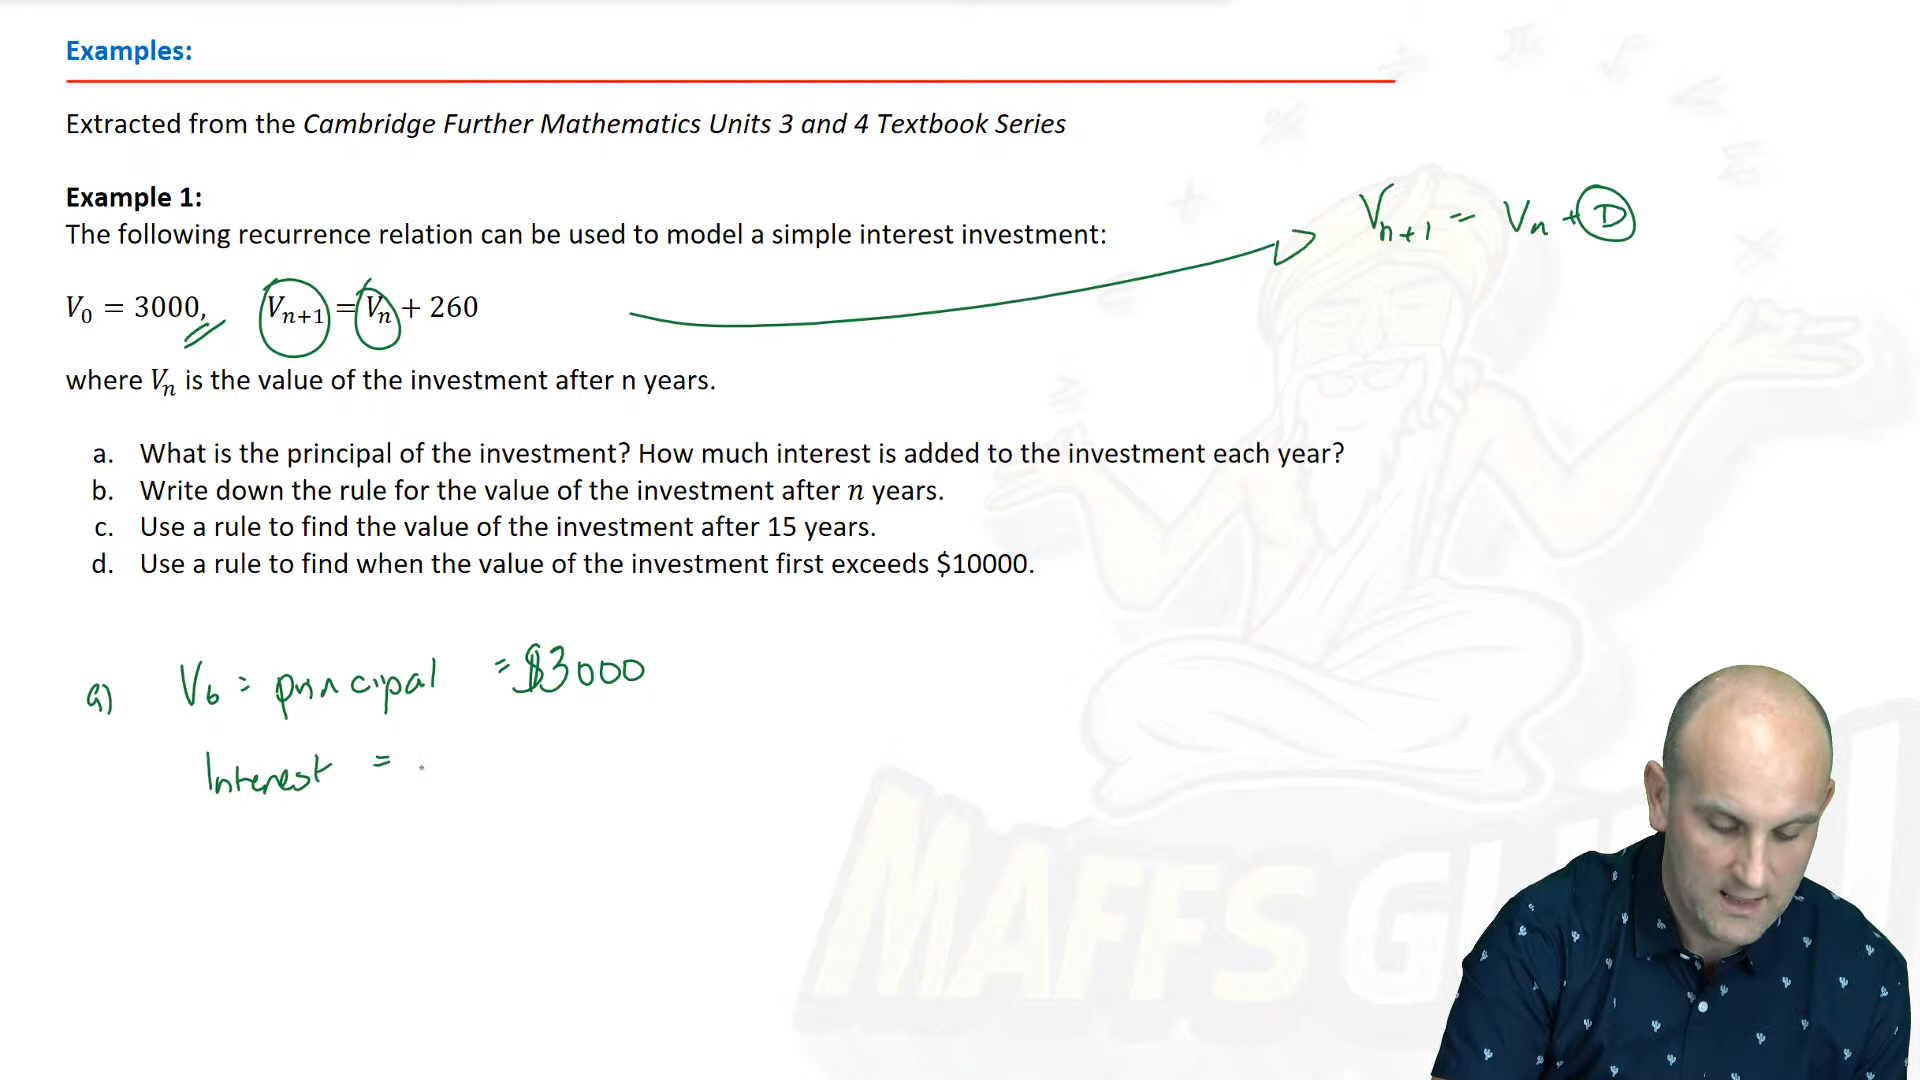 Examples:
Extracted from the Cambridge Further Mathematics Units 3 and 4 Textbook Series
Example 1:
The following recurrence relation can be used to model a simple interest investment:
Vn+1 = Vn + D
V0 = 3000, Vn+1 = Vn + 260
where Vn is the value of the investment after n years.
a. What is the principal of the investment? How much interest is added to the investment each year?
b. Write down the rule for the value of the investment after n years.
c. Use a rule to find the value of the investment after 15 years.
d. Use a rule to find when the value of the investment first exceeds $10000.
a) V0 = principal = $3000
Interest =
MAFFS GU